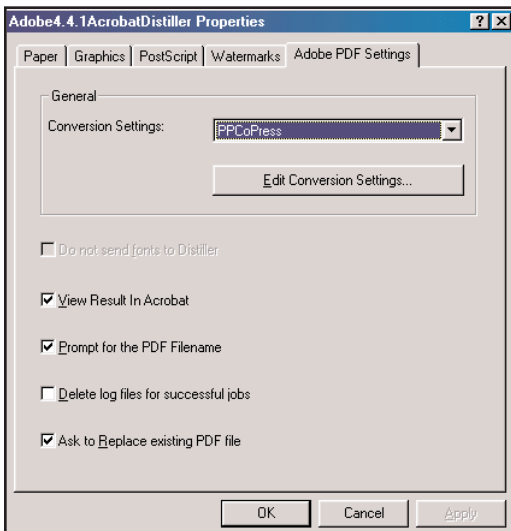 Adobe4.4.1AcrobatDistiller Properties
Paper Graphics PostScript Watermarks Adobe PDF Settings
General
Conversion Settings: PPCoPress
Edit Conversion Settings...
Do not send fonts to Distiller
View Result In Acrobat
Prompt for the PDF Filename
Delete log files for successful jobs
Ask to Replace existing PDF file
OK Cancel Apply